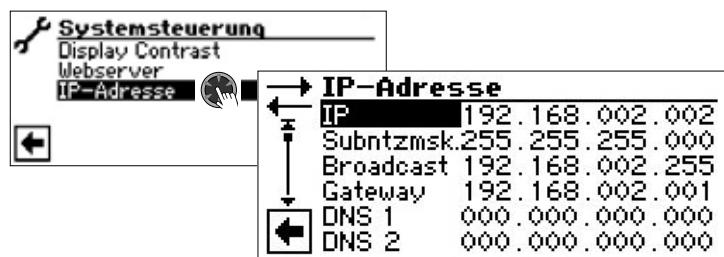 Systemsteuerung
Display Contrast
Webserver
IP-Adresse
IP-Adresse
IP 192.168.002.002
Subntzmsk.255.255.255.000
Broadcast 192.168.002.255
Gateway 192.168.002.001
DNS 1 000.000.000.000
DNS 2 000.000.000.000